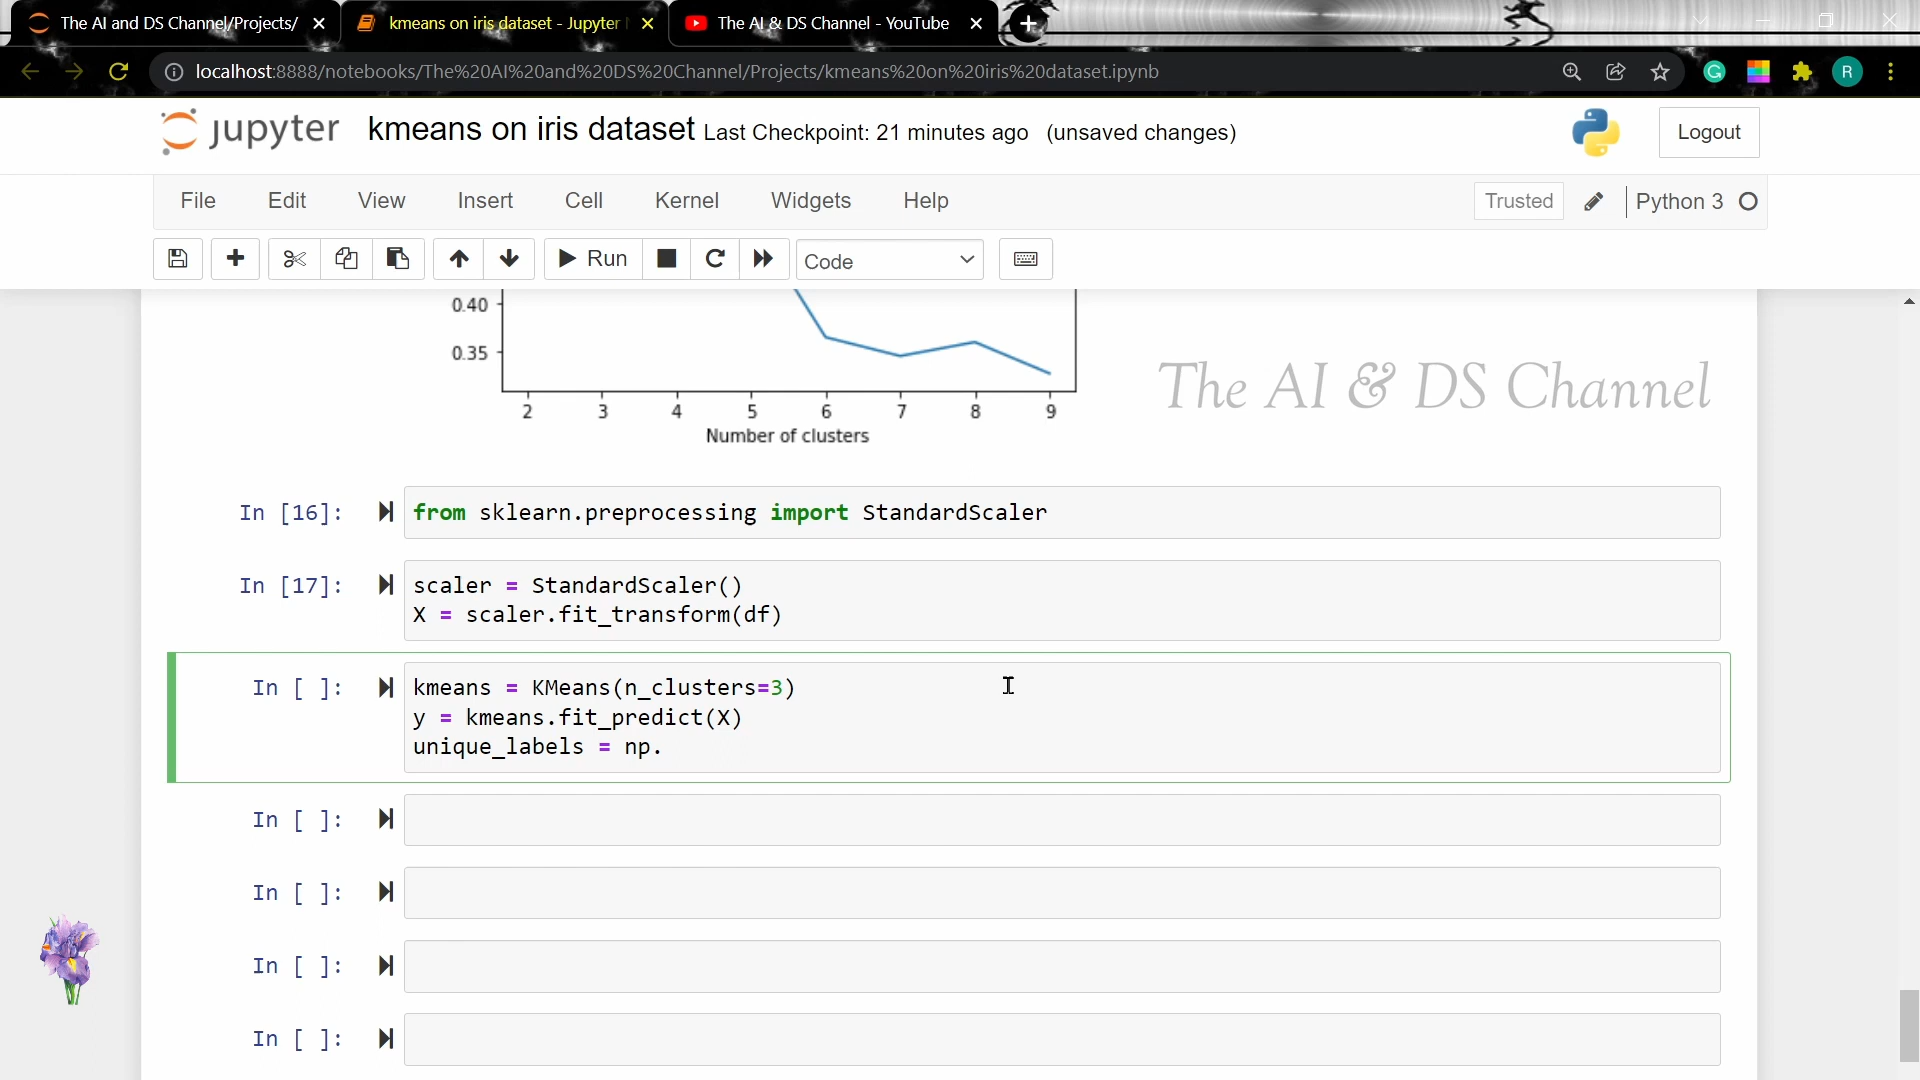 The AI and DS Channel/Projects/
kmeans on iris dataset - Jupyter
The AI & DS Channel - YouTube
localhost:8888/notebooks/The%20AI%20and%20DS%20Channel/Projects/kmeans%20on%20iris%20dataset.ipynb
R
jupyter kmeans on iris dataset Last Checkpoint: 21 minutes ago (unsaved changes)
Logout
File Edit View Insert Cell Kernel Widgets Help
Trusted
Python 3
Run
Code
0.40
0.35
The AI & DS Channel
2 3 4 5 6 7 8 9
Number of clusters
In [16]: from sklearn.preprocessing import StandardScaler
In [17]: scaler = StandardScaler()
X = scaler.fit_transform(df)
In [ ]: kmeans = KMeans(n_clusters=3)
y = kmeans.fit_predict(X)
unique_labels = np.
In [ ]:
In [ ]:
In [ ]:
In [ ]: